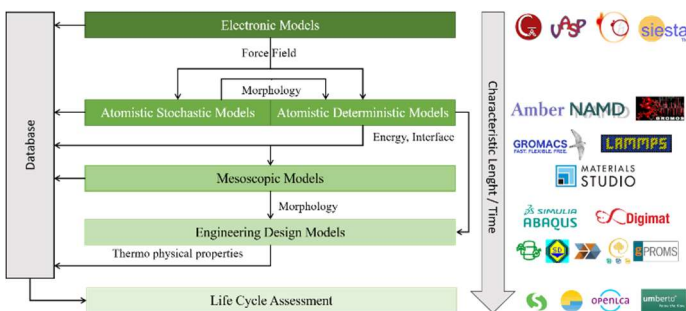 Electronic Models
Force Field
Morphology
Atomistic Stochastic Models
Atomistic Deterministic Models
Energy, Interface
Mesoscopic Models
Morphology
Engineering Design Models
Thermo physical properties
Life Cycle Assessment
Database
Characteristic Lenght / Time
VASP
siesta
Amber
NAMD
GROMOS
GROMACS
FAST. FLEXIBLE. FREE.
LAMMPS
MATERIALS
STUDIO
SIMULIA
ABAQUS
Digimat
gPROMS
openLCA
umberto